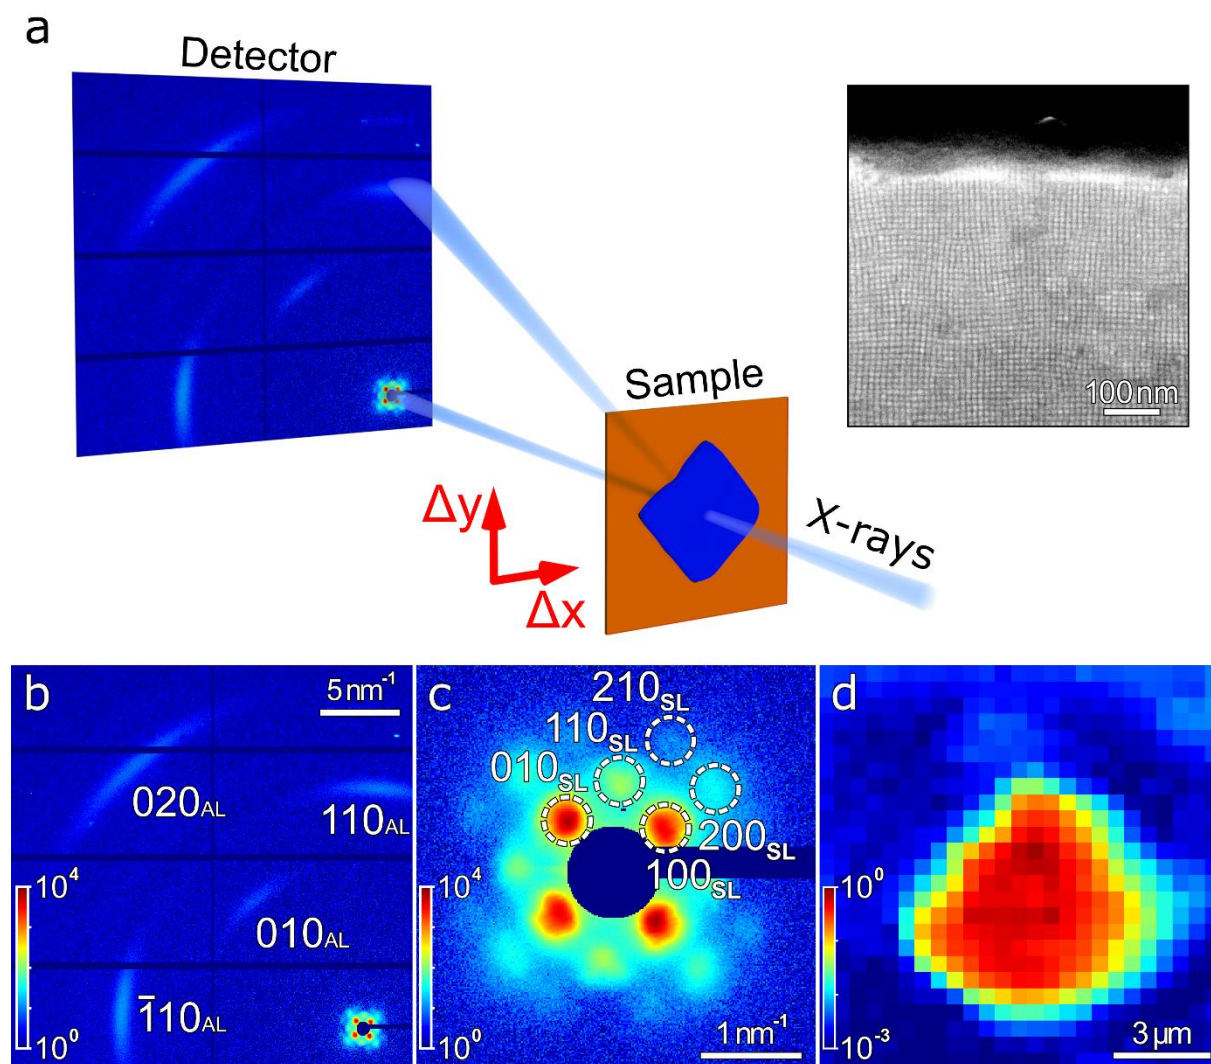 a
Detector
Sample
X-rays
Δy
Δx
100 nm
b
5 nm⁻¹
020AL
110AL
010AL
1̅10AL
10⁴
10⁰
c
210SL
110SL
010SL
200SL
100SL
10⁴
10⁰
1 nm⁻¹
d
10⁰
10⁻³
3 µm